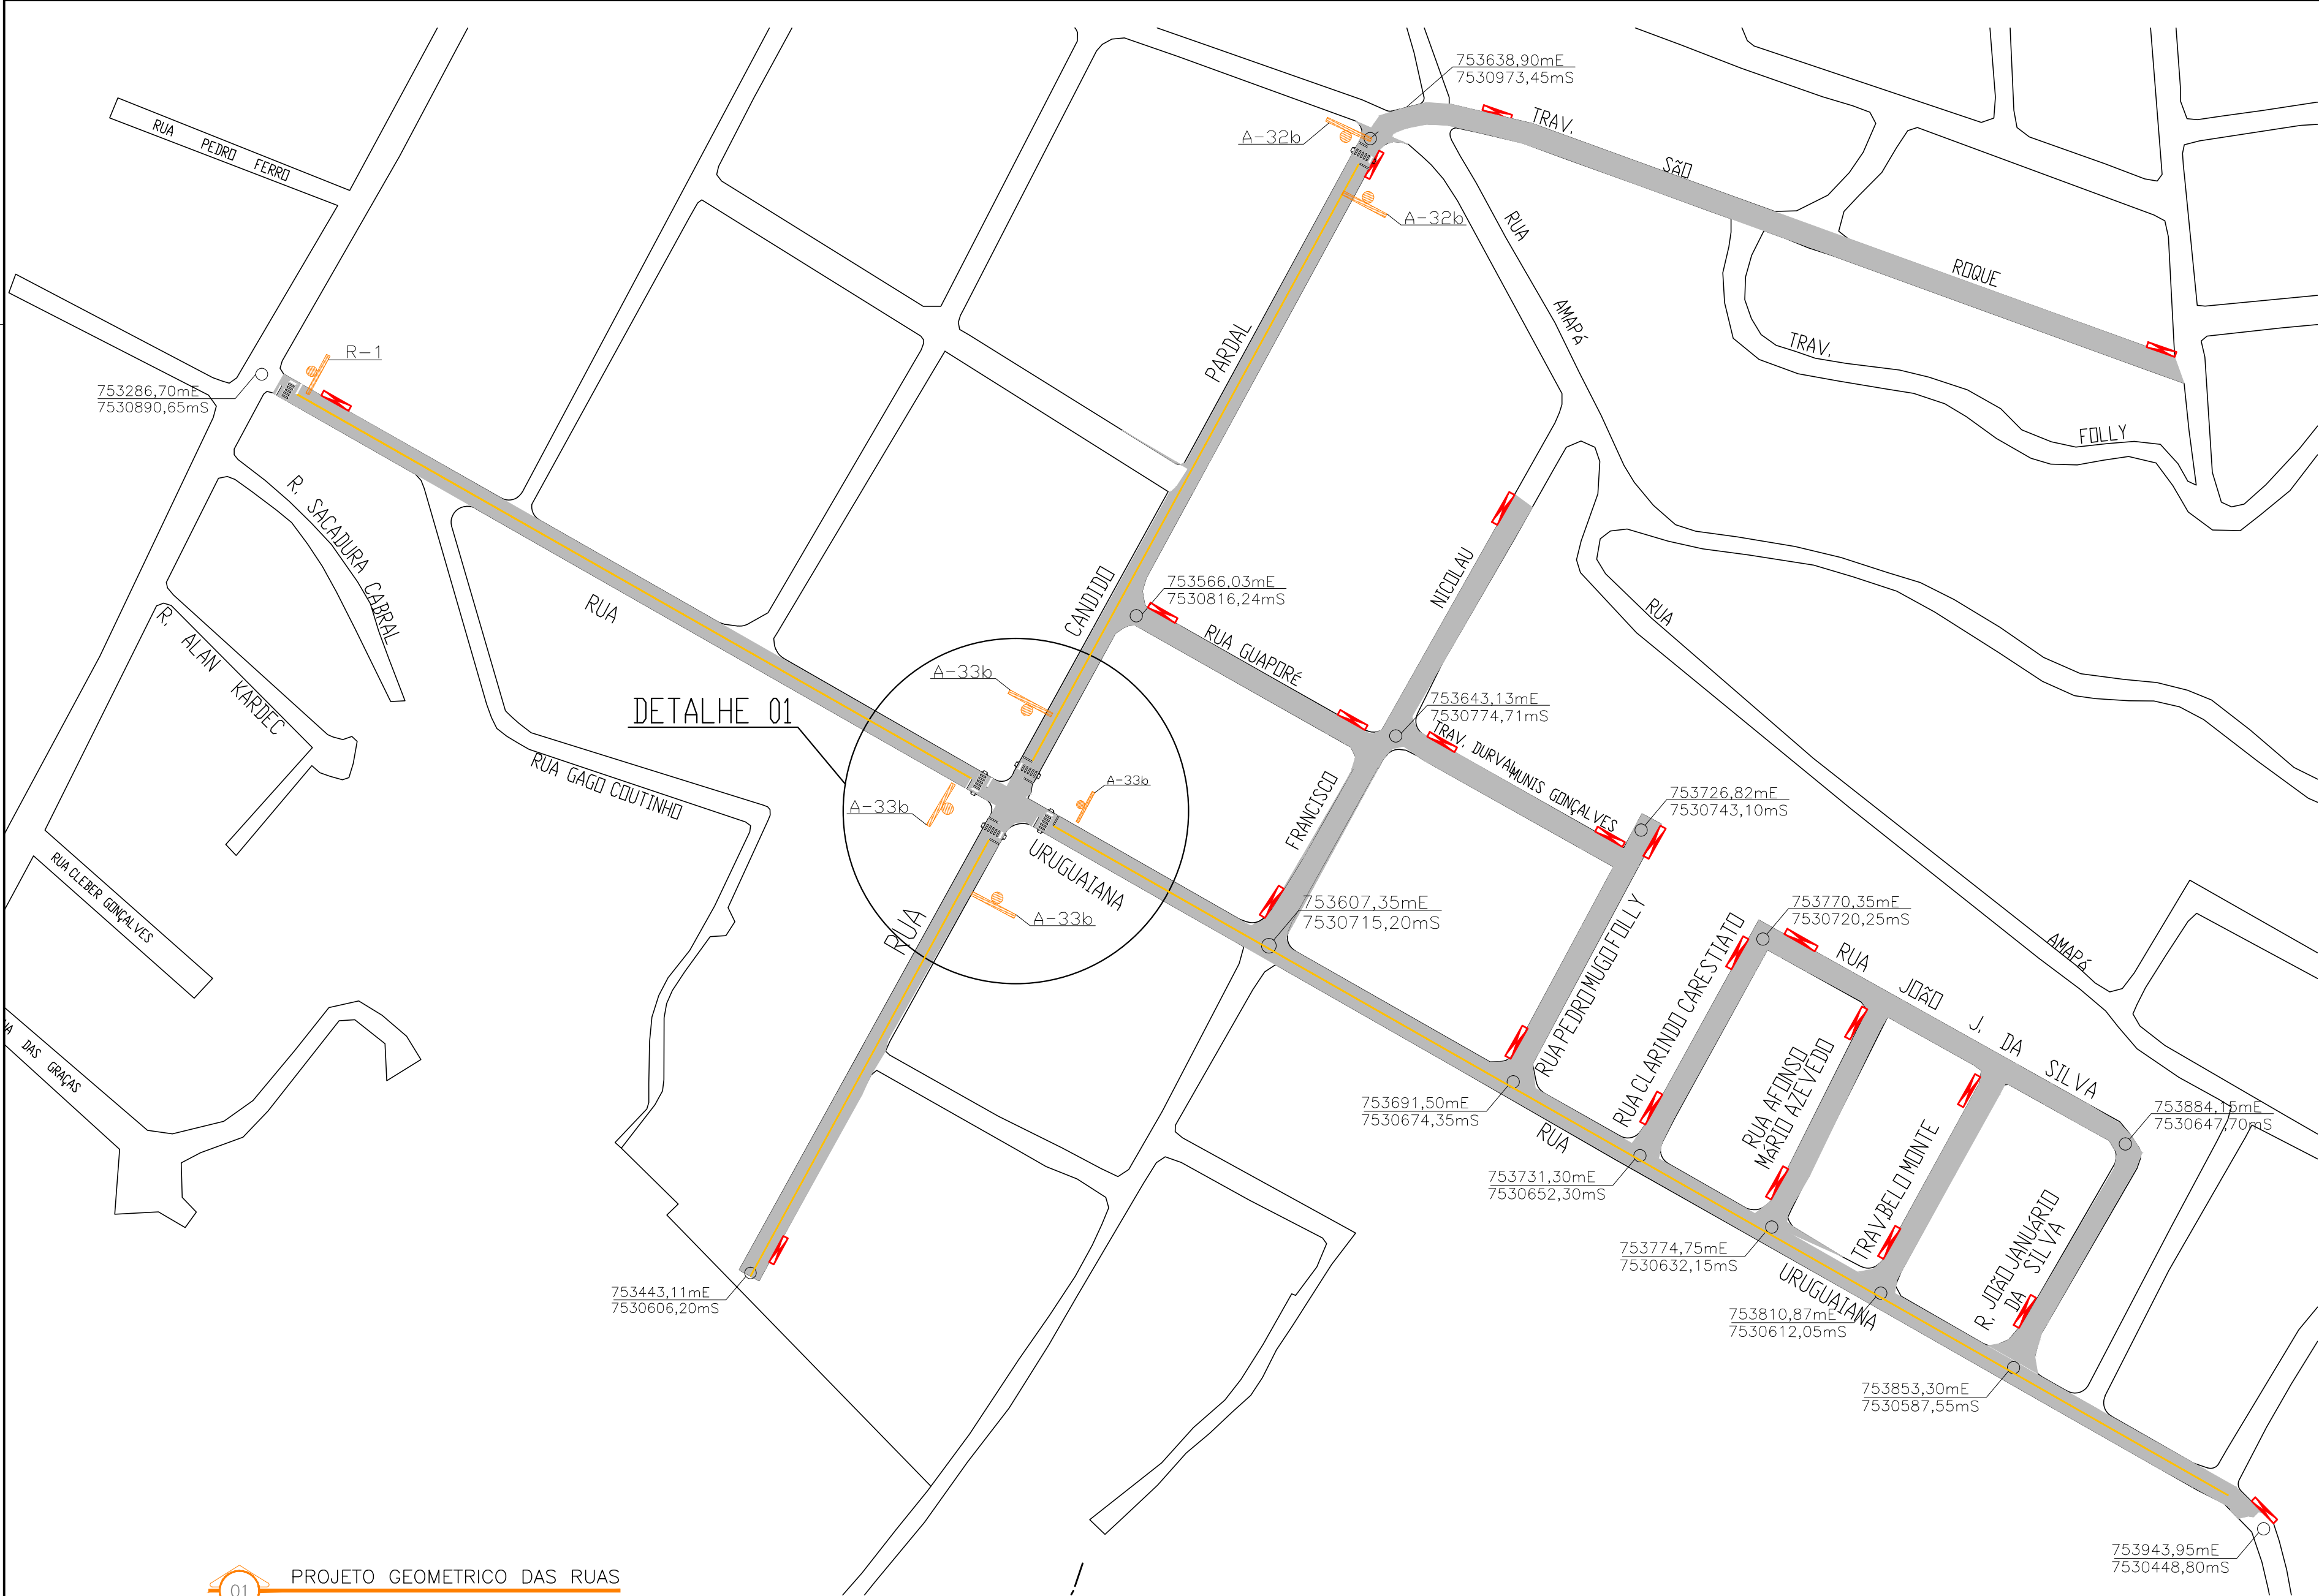 753638,90mE
7530973,45mS
TRAV.
SÃO
ROQUE
RUA
PEDRO FERRO
A-32b
A-32b
RUA
AMAPÁ
TRAV.
FOLLY
R-1
753286,70mE
7530890,65mS
PARDAL
R. SACADURA CABRAL
NICOLAU
RUA
CANDIDO
753566,03mE
7530816,24mS
RUA GUAPORÉ
RUA
R. ALAN KARDEC
A-33b
DETALHE 01
753643,13mE
7530774,71mS
TRAV. DURVAL MUNIS GONÇALVES
RUA GAGO COUTINHO
A-33b
A-33b
FRANCISCO
753726,82mE
7530743,10mS
URUGUAIANA
RUA CLEBER GONÇALVES
RUA
A-33b
753607,35mE
7530715,20mS
RUA PEDRO MUGO FOLLY
RUA CLARINDO CARESTIATO
753770,35mE
7530720,25mS
RUA
JOÃO
J. DA SILVA
AMAPÁ
DAS GRAÇAS
RUA AFONSO
MÁRIO AZEVEDO
753691,50mE
7530674,35mS
RUA
TRAV.BELO MONTE
753884,15mE
7530647,70mS
753731,30mE
7530652,30mS
R. JOÃO JANUÁRIO
DA SILVA
753774,75mE
7530632,15mS
URUGUAIANA
753443,11mE
7530606,20mS
753810,87mE
7530612,05mS
753853,30mE
7530587,55mS
753943,95mE
7530448,80mS
01
PROJETO GEOMETRICO DAS RUAS